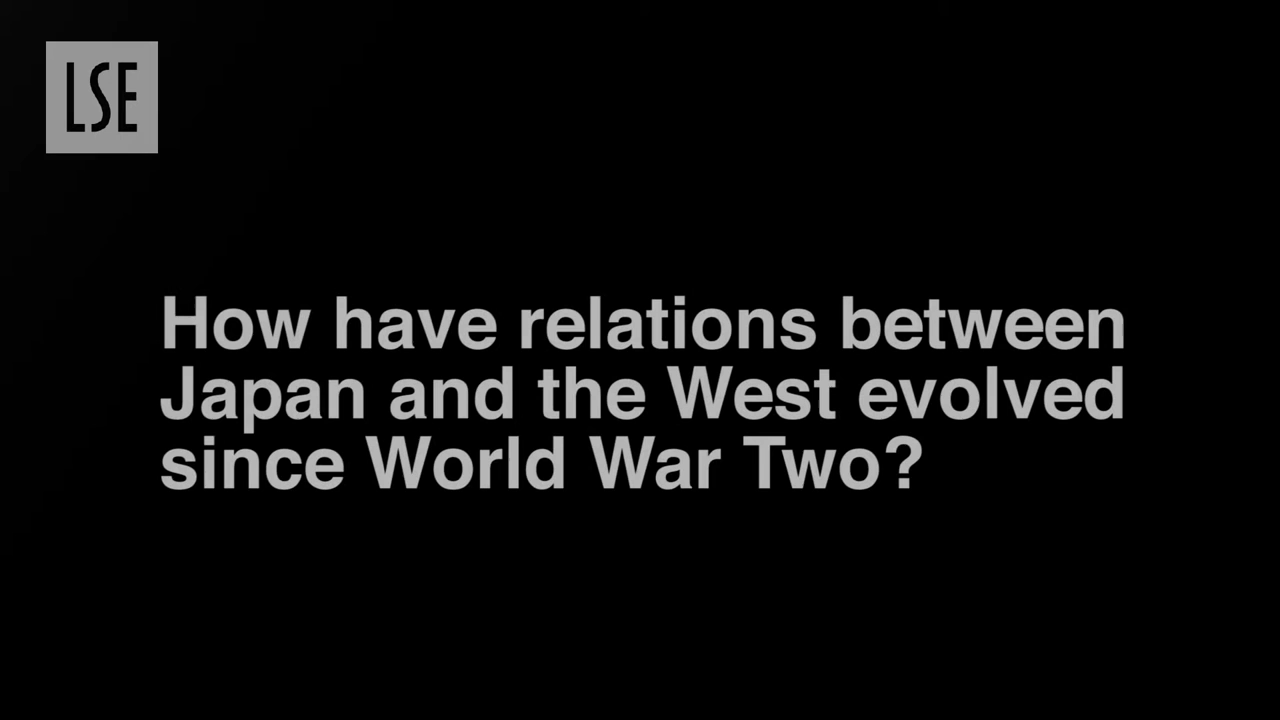 LSE
How have relations between
Japan and the West evolved
since World War Two?